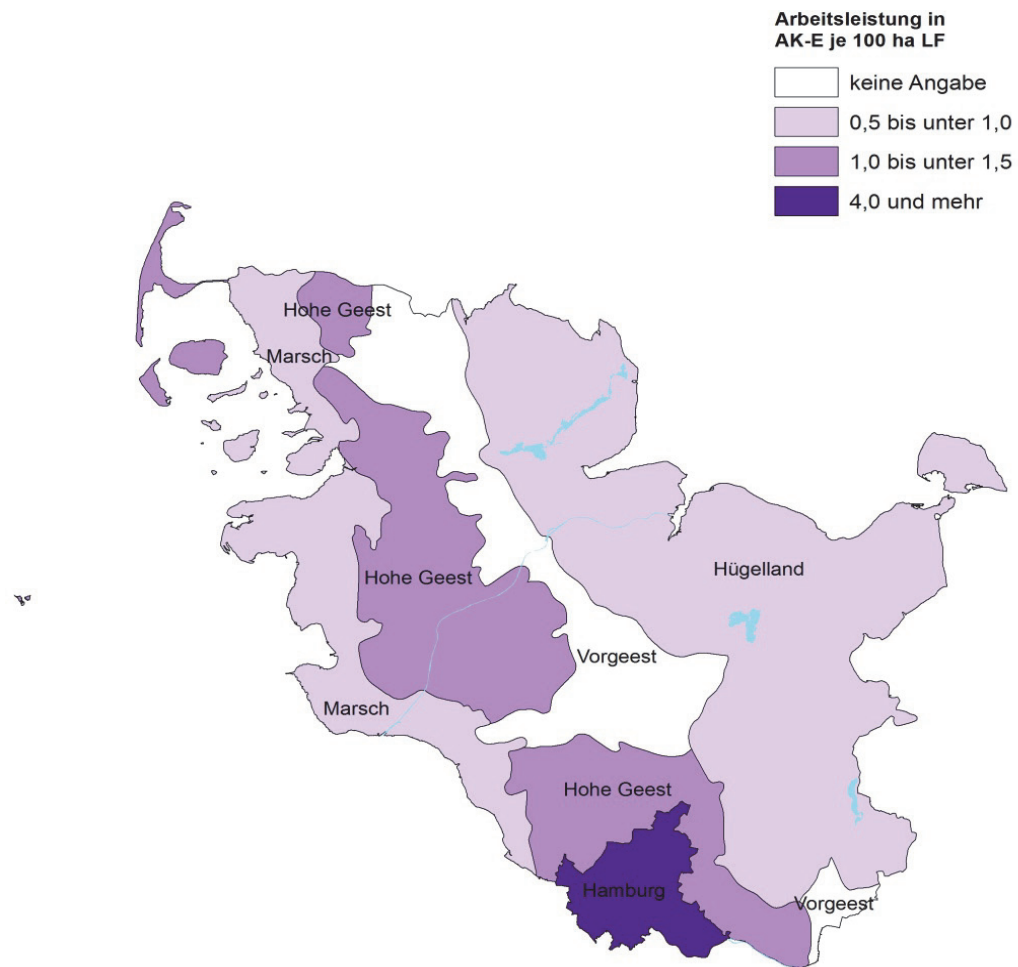 Arbeitsleistung in
AK-E je 100 ha LF
keine Angabe
0,5 bis unter 1,0
1,0 bis unter 1,5
4,0 und mehr
Hohe Geest
Marsch
Hohe Geest
Hügelland
Vorgeest
Marsch
Hohe Geest
Hamburg
Vorgeest